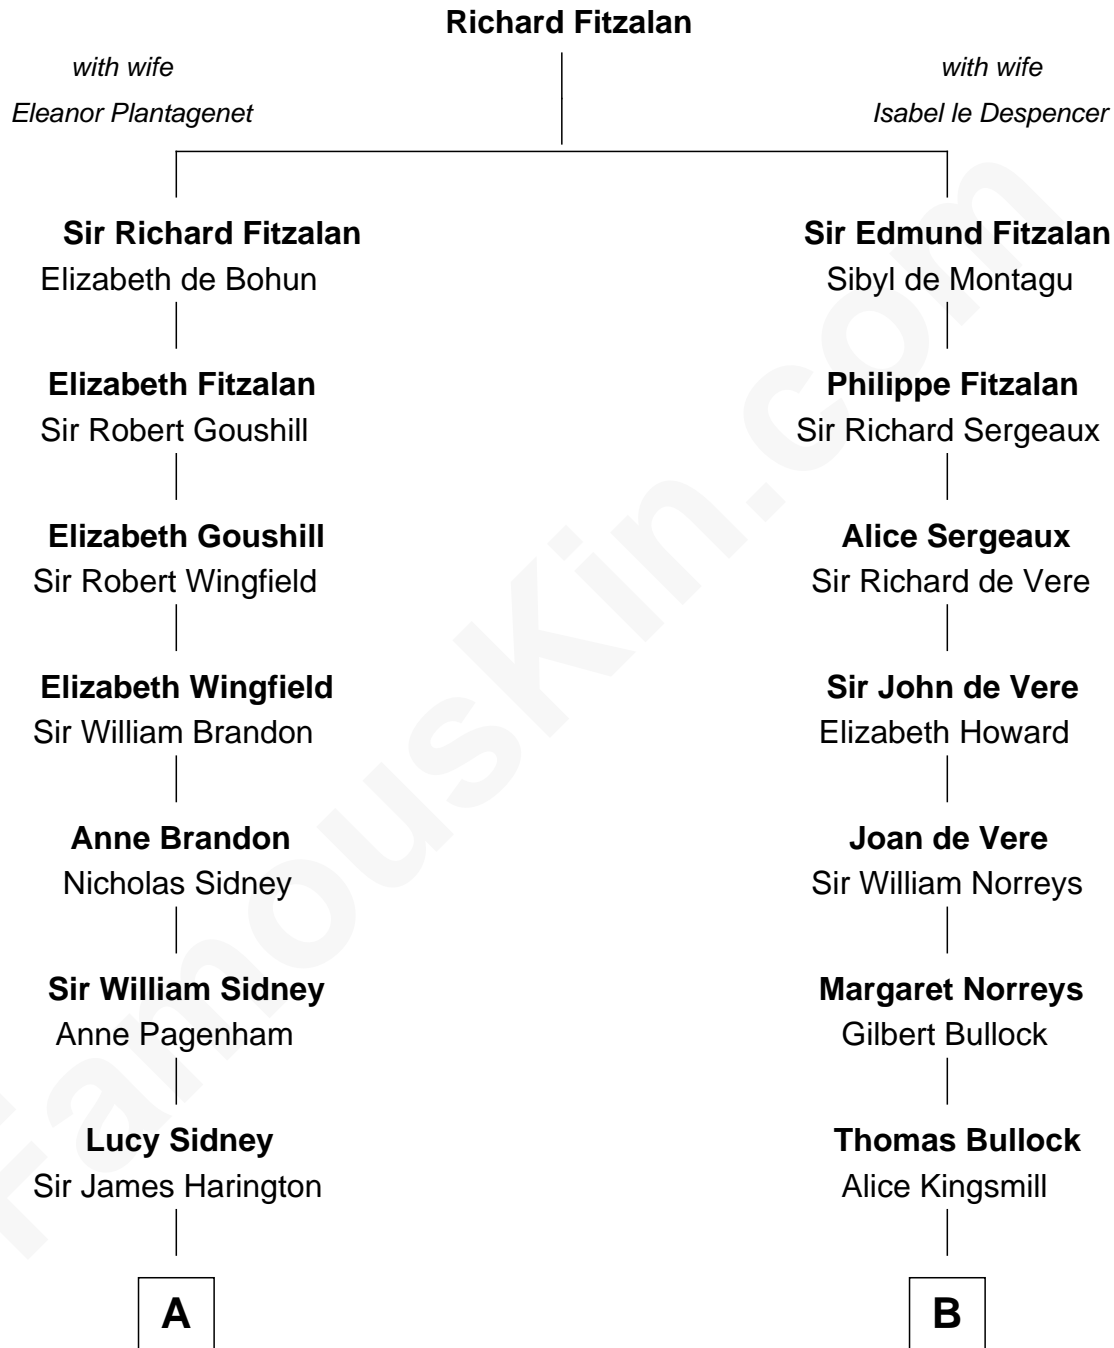 Richard Fitzalan
with wife
Eleanor Plantagenet
with wife
Isabel le Despencer
Sir Richard Fitzalan
Elizabeth de Bohun
Sir Edmund Fitzalan
Sibyl de Montagu
Elizabeth Fitzalan
Sir Robert Goushill
Philippe Fitzalan
Sir Richard Sergeaux
Elizabeth Goushill
Sir Robert Wingfield
Alice Sergeaux
Sir Richard de Vere
Elizabeth Wingfield
Sir William Brandon
Sir John de Vere
Elizabeth Howard
Anne Brandon
Nicholas Sidney
Joan de Vere
Sir William Norreys
Sir William Sidney
Anne Pagenham
Margaret Norreys
Gilbert Bullock
Lucy Sidney
Sir James Harington
Thomas Bullock
Alice Kingsmill
A
B
FamousKin.com